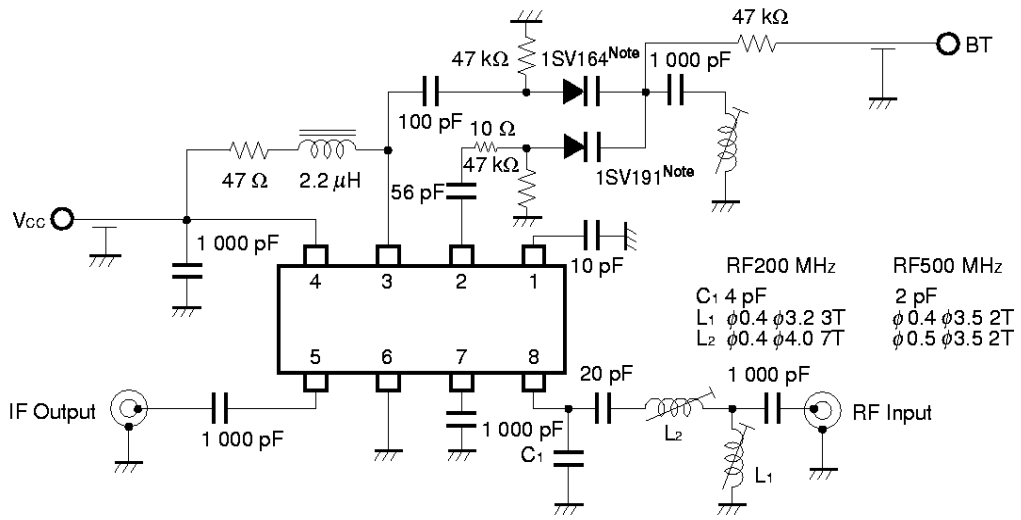 47 kΩ
BT
47 kΩ
1SV164Note
1 000 pF
100 pF
10 Ω
47 kΩ
1SV191Note
47 Ω
2.2 μH
56 pF
Vcc
1 000 pF
10 pF
4 3 2 1
RF200 MHz RF500 MHz
C1 4 pF 2 pF
L1 ϕ0.4 ϕ3.2 3T ϕ0.4 ϕ3.5 2T
L2 ϕ0.4 ϕ4.0 7T ϕ0.5 ϕ3.5 2T
5 6 7 8
20 pF
1 000 pF
IF Output
RF Input
1 000 pF
1 000 pF
L2
C1
L1